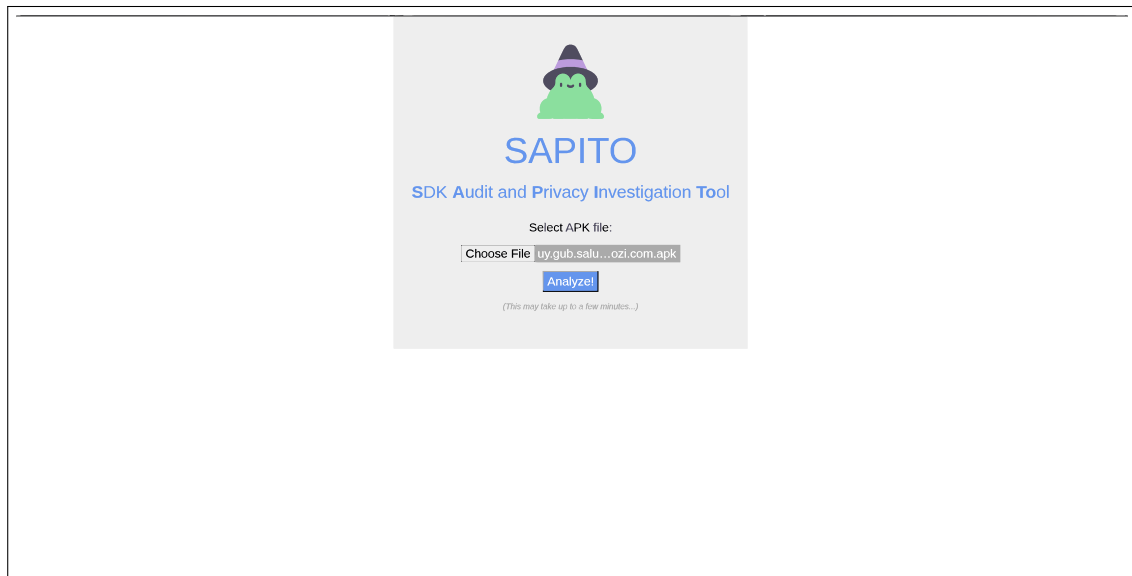 SAPITO
SDK Audit and Privacy Investigation Tool
Select APK file:
Choose File uy.gub.salu…ozi.com.apk
Analyze!
(This may take up to a few minutes...)